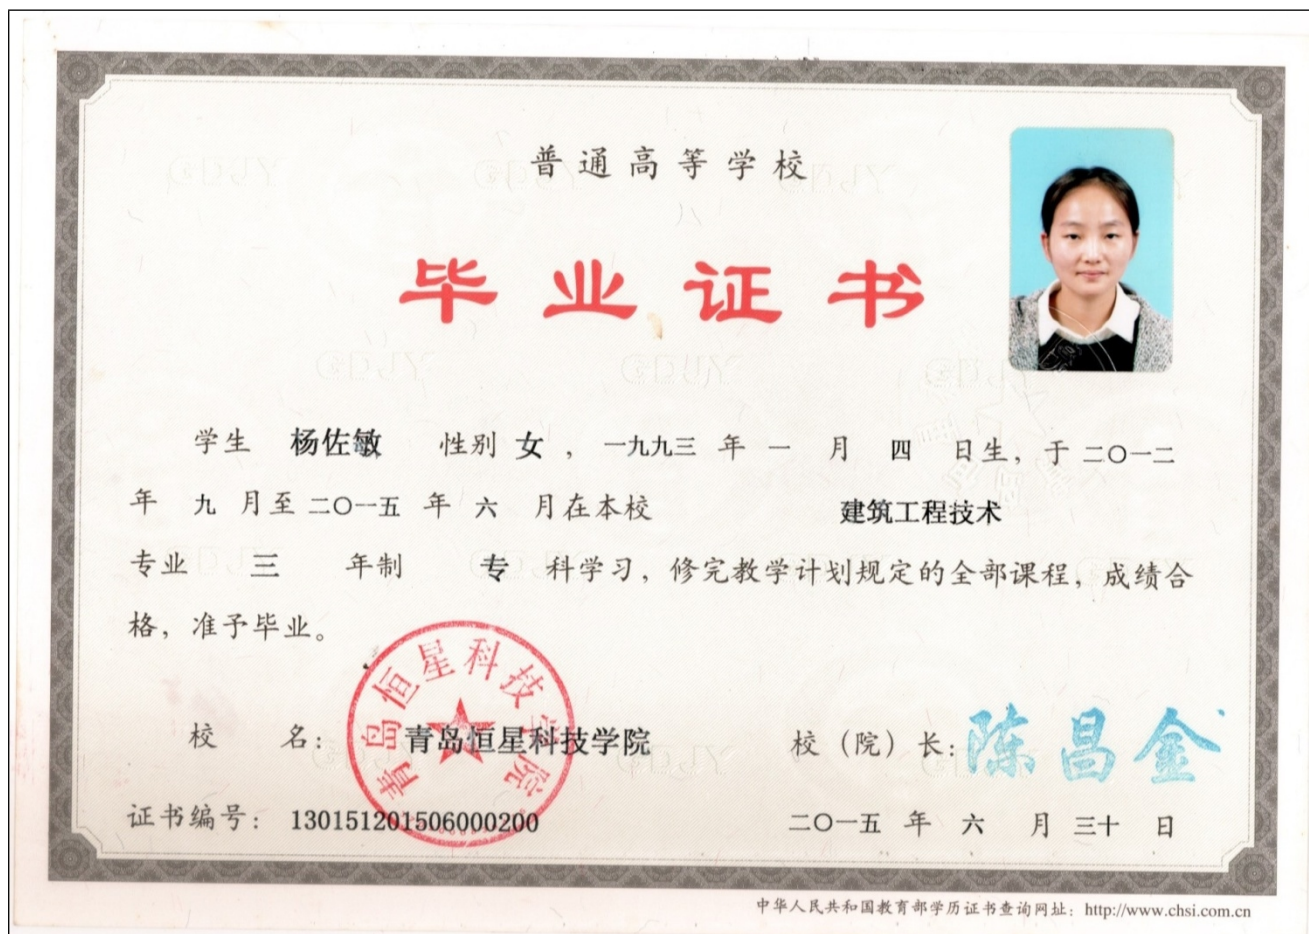 普通高等学校
毕业证书
学生 杨佐敏 性别 女 ，一九九三 年 一 月 四 日生，于 二〇一二
年 九 月至 二〇一五 年 六 月在本校 建筑工程技术
专业 三 年制 专 科学习，修完教学计划规定的全部课程，成绩合
格，准予毕业。
青岛恒星科技学院
校 名： 青岛恒星科技学院 校（院）长： 陈昌金
证书编号： 130151201506000200 二〇一五 年 六 月 三十 日
中华人民共和国教育部学历证书查询网址：http://www.chsi.com.cn